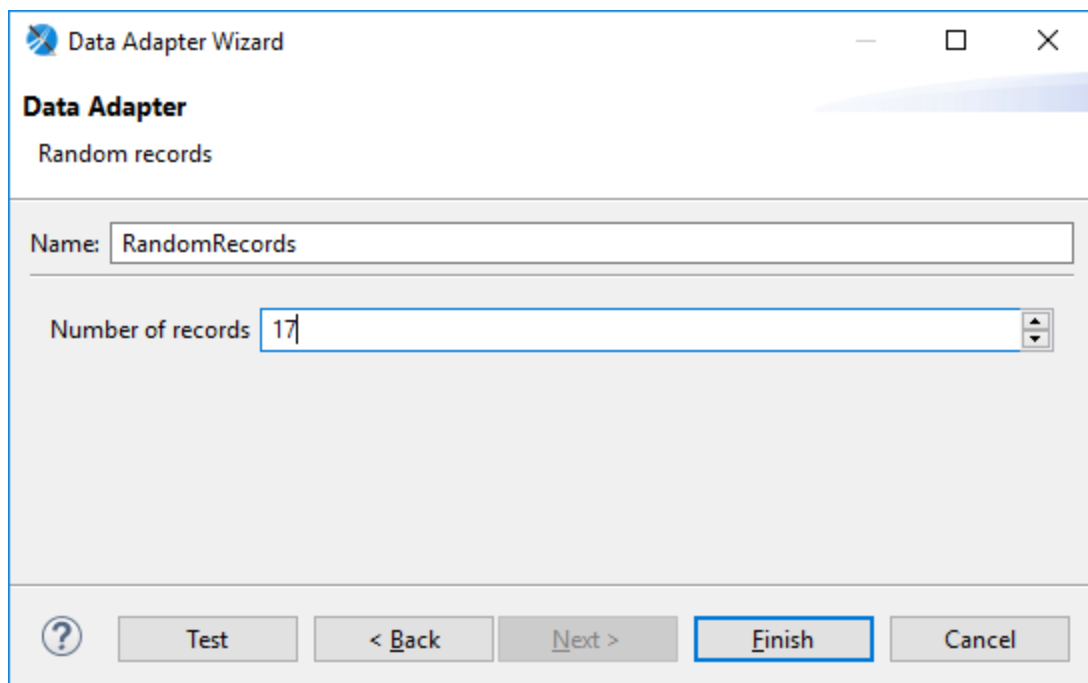 Data Adapter Wizard
Data Adapter
Random records
Name: RandomRecords
Number of records 17
? Test < Back Next > Finish Cancel